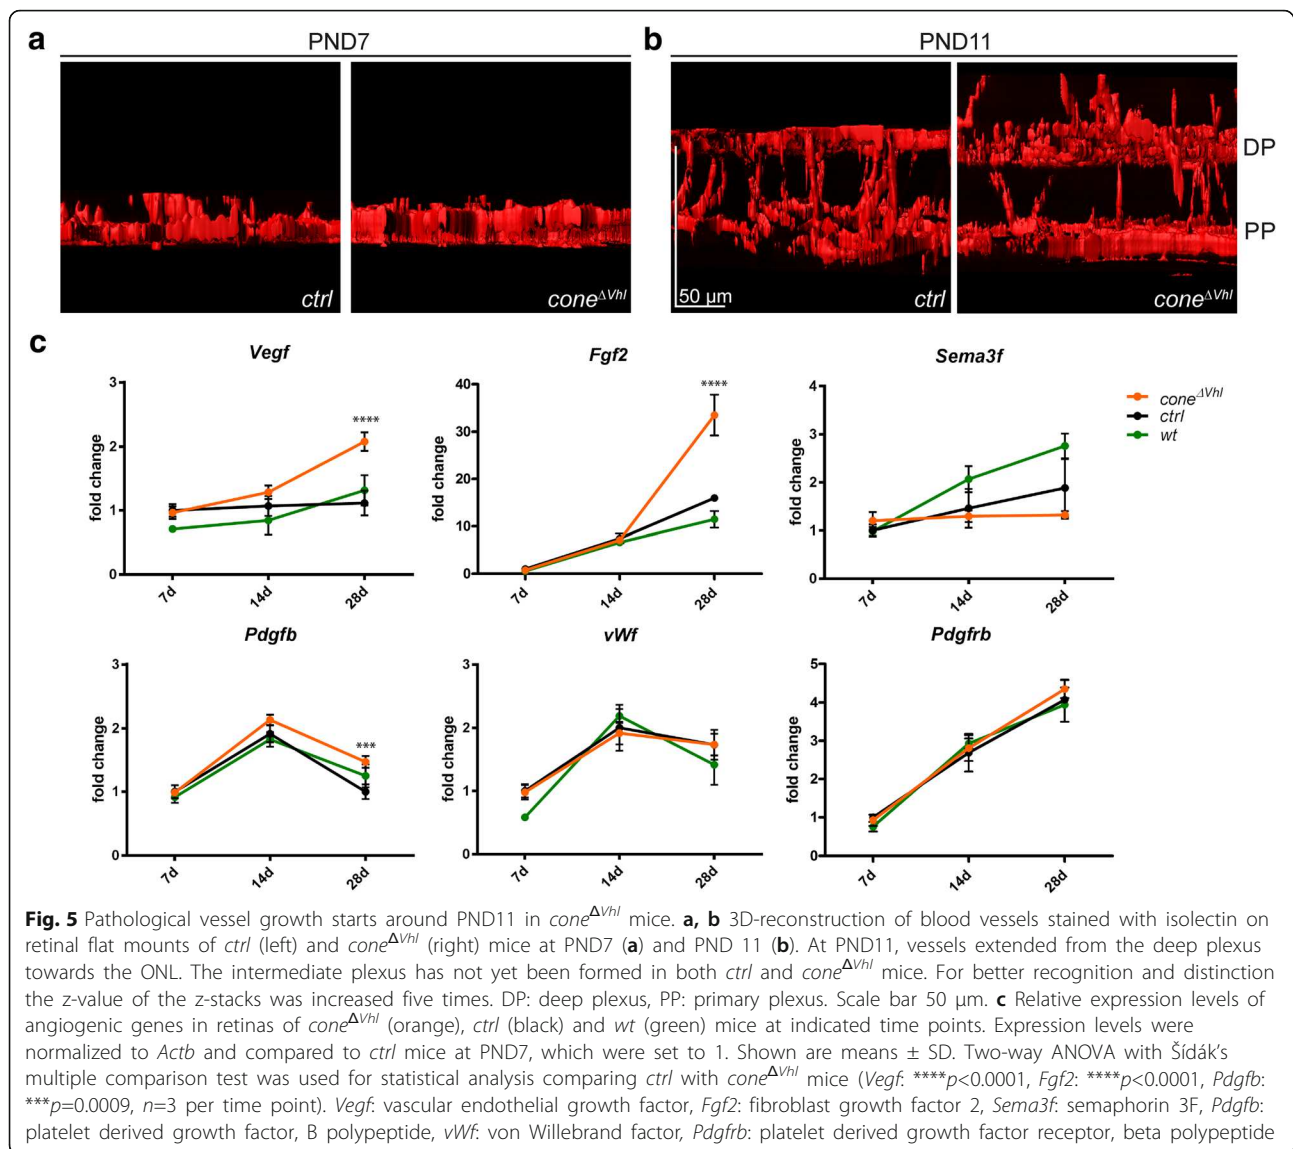 a
PND7
b
PND11
DP
PP
ctrl
cone^ΔVhl
50 µm
ctrl
cone^ΔVhl
c
Vegf
fold change
3
2
1
0
7d
14d
28d
****
Fgf2
fold change
40
30
20
10
0
7d
14d
28d
****
Sema3f
fold change
4
3
2
1
0
7d
14d
28d
cone^ΔVhl
ctrl
wt
Pdgfb
fold change
3
2
1
0
7d
14d
28d
***
vWf
fold change
3
2
1
0
7d
14d
28d
Pdgfrb
fold change
5
4
3
2
1
0
7d
14d
28d
Fig. 5 Pathological vessel growth starts around PND11 in cone^ΔVhl mice. a, b 3D-reconstruction of blood vessels stained with isolectin on
retinal flat mounts of ctrl (left) and cone^ΔVhl (right) mice at PND7 (a) and PND 11 (b). At PND11, vessels extended from the deep plexus
towards the ONL. The intermediate plexus has not yet been formed in both ctrl and cone^ΔVhl mice. For better recognition and distinction
the z-value of the z-stacks was increased five times. DP: deep plexus, PP: primary plexus. Scale bar 50 µm. c Relative expression levels of
angiogenic genes in retinas of cone^ΔVhl (orange), ctrl (black) and wt (green) mice at indicated time points. Expression levels were
normalized to Actb and compared to ctrl mice at PND7, which were set to 1. Shown are means ± SD. Two-way ANOVA with Šídák's
multiple comparison test was used for statistical analysis comparing ctrl with cone^ΔVhl mice (Vegf: ****p<0.0001, Fgf2: ****p<0.0001, Pdgfb:
***p=0.0009, n=3 per time point). Vegf: vascular endothelial growth factor, Fgf2: fibroblast growth factor 2, Sema3f: semaphorin 3F, Pdgfb:
platelet derived growth factor, B polypeptide, vWf: von Willebrand factor, Pdgfrb: platelet derived growth factor receptor, beta polypeptide